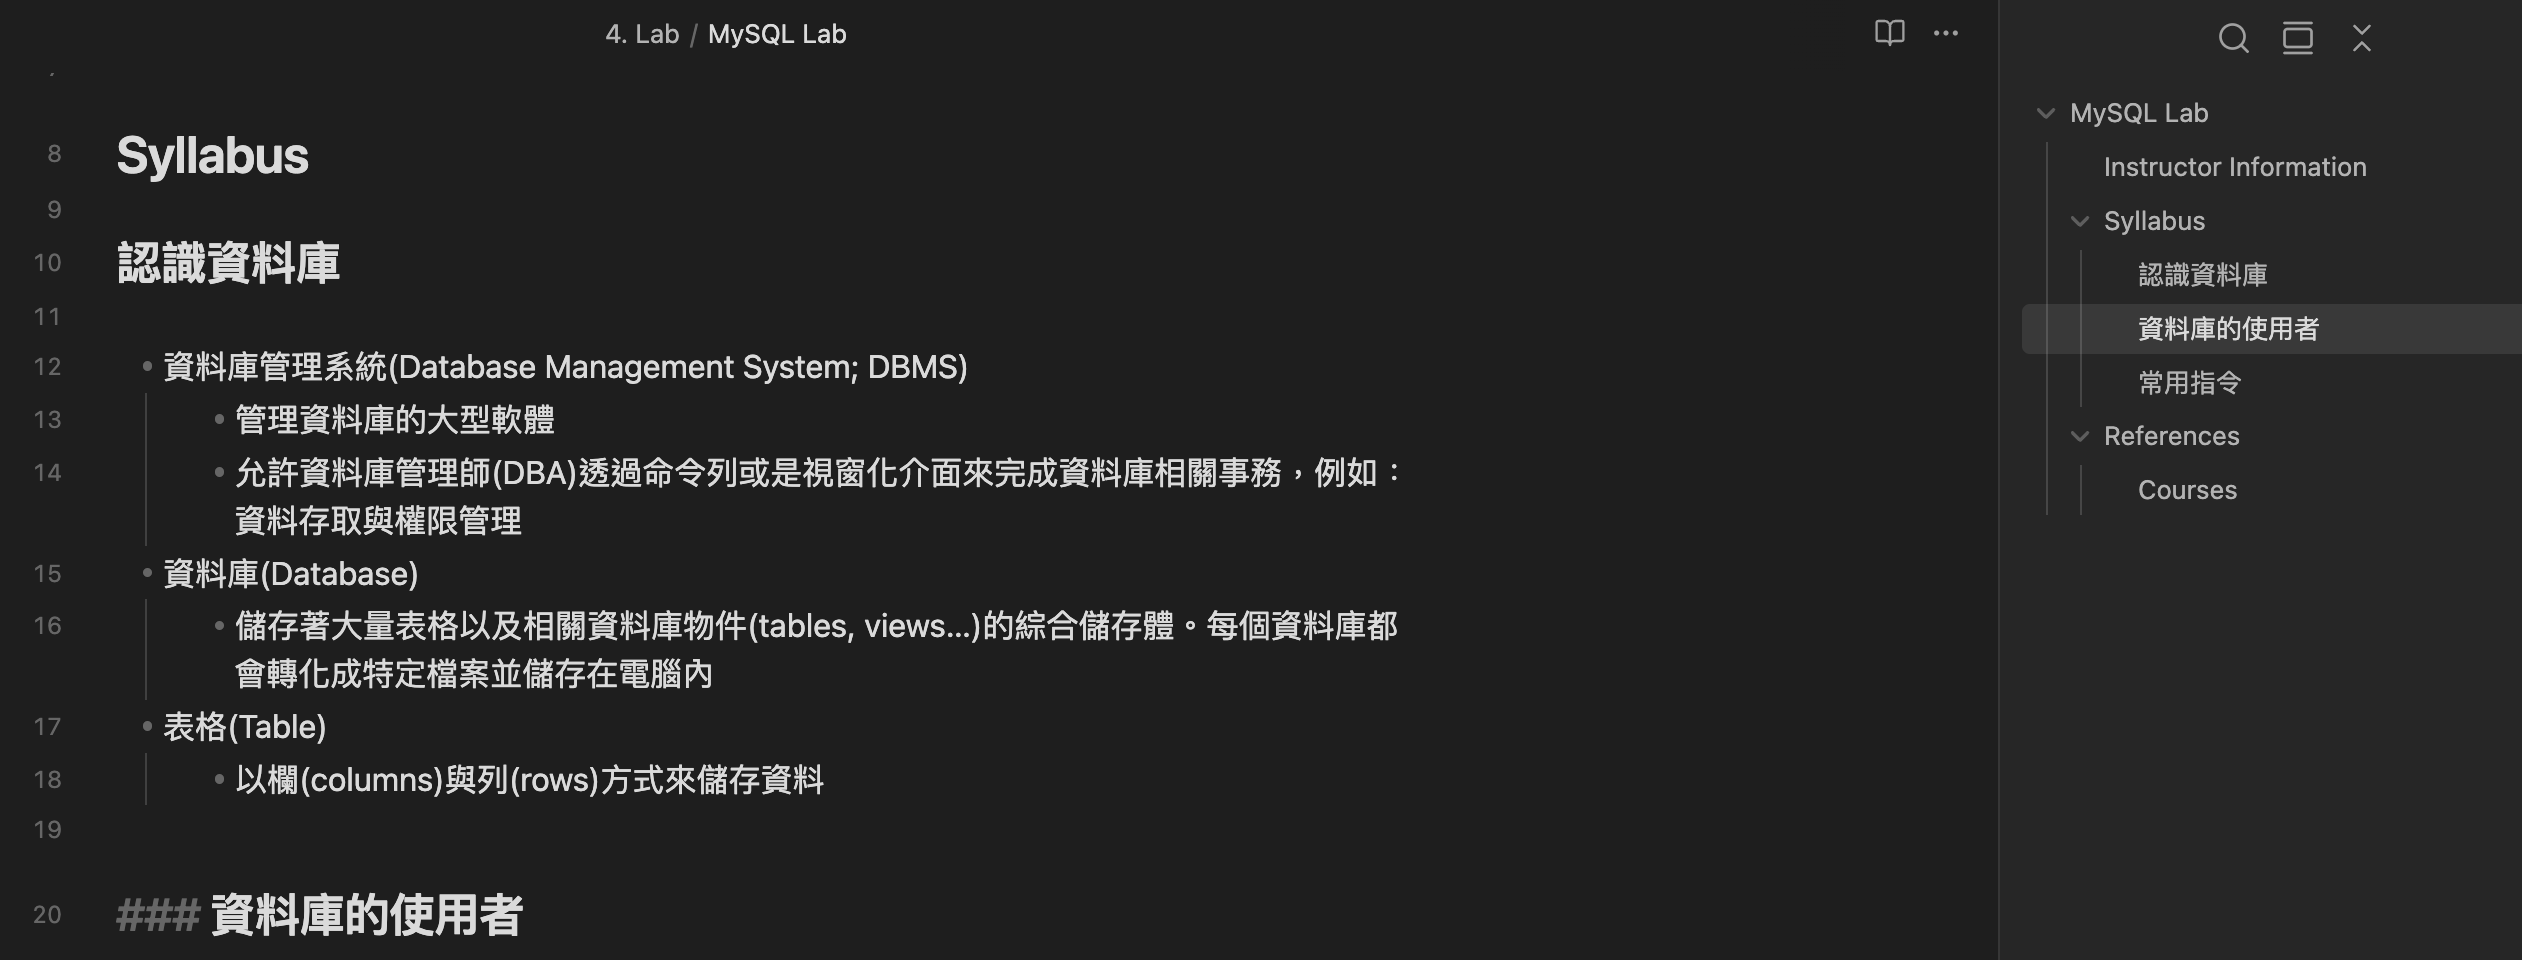 4. Lab / MySQL Lab
8 Syllabus
9
10 認識資料庫
11
12 資料庫管理系統(Database Management System; DBMS)
13 管理資料庫的大型軟體
14 允許資料庫管理師(DBA)透過命令列或是視窗化介面來完成資料庫相關事務，例如：
資料存取與權限管理
15 資料庫(Database)
16 儲存著大量表格以及相關資料庫物件(tables, views...)的綜合儲存體。每個資料庫都
會轉化成特定檔案並儲存在電腦內
17 表格(Table)
18 以欄(columns)與列(rows)方式來儲存資料
19
20 ### 資料庫的使用者
MySQL Lab
Instructor Information
Syllabus
認識資料庫
資料庫的使用者
常用指令
References
Courses